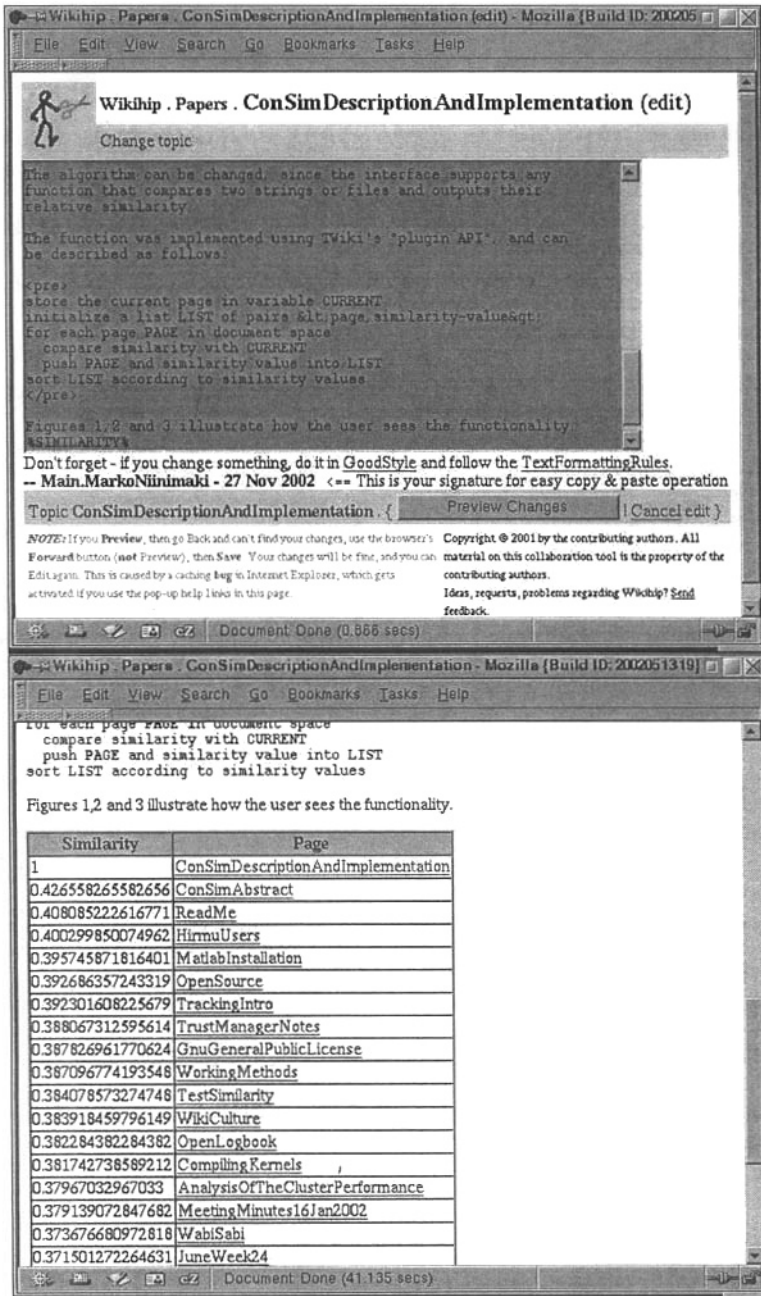 Wikihip . Papers . ConSimDescriptionAndImplementation (edit) - Mozilla {Build ID: 200205
File Edit View Search Go Bookmarks Tasks Help
Wikihip . Papers . ConSimDescriptionAndImplementation (edit)
Change topic
The algorithm can be changed, since the interface supports any
function that compares two strings or files and outputs their
relative similarity.
The function was implemented using TWiki's "plugin API", and can
be described as follows:
<pre>
store the current page in variable CURRENT
initialize a list LIST of pairs &lt;page,similarity-value&gt;
for each page PAGE in document space
compare similarity with CURRENT
push PAGE and similarity value into LIST
sort LIST according to similarity values
</pre>
Figures 1,2 and 3 illustrate how the user sees the functionality.
%SIMILARITY%
Don't forget - if you change something, do it in GoodStyle and follow the TextFormattingRules.
-- Main.MarkoNiinimaki - 27 Nov 2002 <== This is your signature for easy copy & paste operation
Topic ConSimDescriptionAndImplementation . { Preview Changes | Cancel edit }
NOTE: If you Preview, then go Back and can't find your changes, use the browser's
Forward button (not Preview), then Save. Your changes will be fine, and you can
Edit again. This is caused by a caching bug in Internet Explorer, which gets
activated if you use the pop-up help links in this page.
Copyright © 2001 by the contributing authors. All
material on this collaboration tool is the property of the
contributing authors.
Ideas, requests, problems regarding Wikihip? Send
feedback.
Document: Done (0.866 secs)
Wikihip . Papers . ConSimDescriptionAndImplementation - Mozilla {Build ID: 2002051319}
File Edit View Search Go Bookmarks Tasks Help
for each page PAGE in document space
compare similarity with CURRENT
push PAGE and similarity value into LIST
sort LIST according to similarity values
Figures 1,2 and 3 illustrate how the user sees the functionality.
Similarity Page
1 ConSimDescriptionAndImplementation
0.426558265582656 ConSimAbstract
0.408085222616771 ReadMe
0.400299850074962 HirmuUsers
0.395745871816401 MatlabInstallation
0.392686357243319 OpenSource
0.392301608225679 TrackingIntro
0.388067312595614 TrustManagerNotes
0.387826961770624 GnuGeneralPublicLicense
0.387096774193548 WorkingMethods
0.384078573274748 TestSimilarity
0.383918459796149 WikiCulture
0.382284382284382 OpenLogbook
0.381742738589212 CompilingKernels
0.37967032967033 AnalysisOfTheClusterPerformance
0.379139072847682 MeetingMinutes16Jan2002
0.373676680972818 WabiSabi
0.371501272264631 JuneWeek24
Document: Done (41.135 secs)